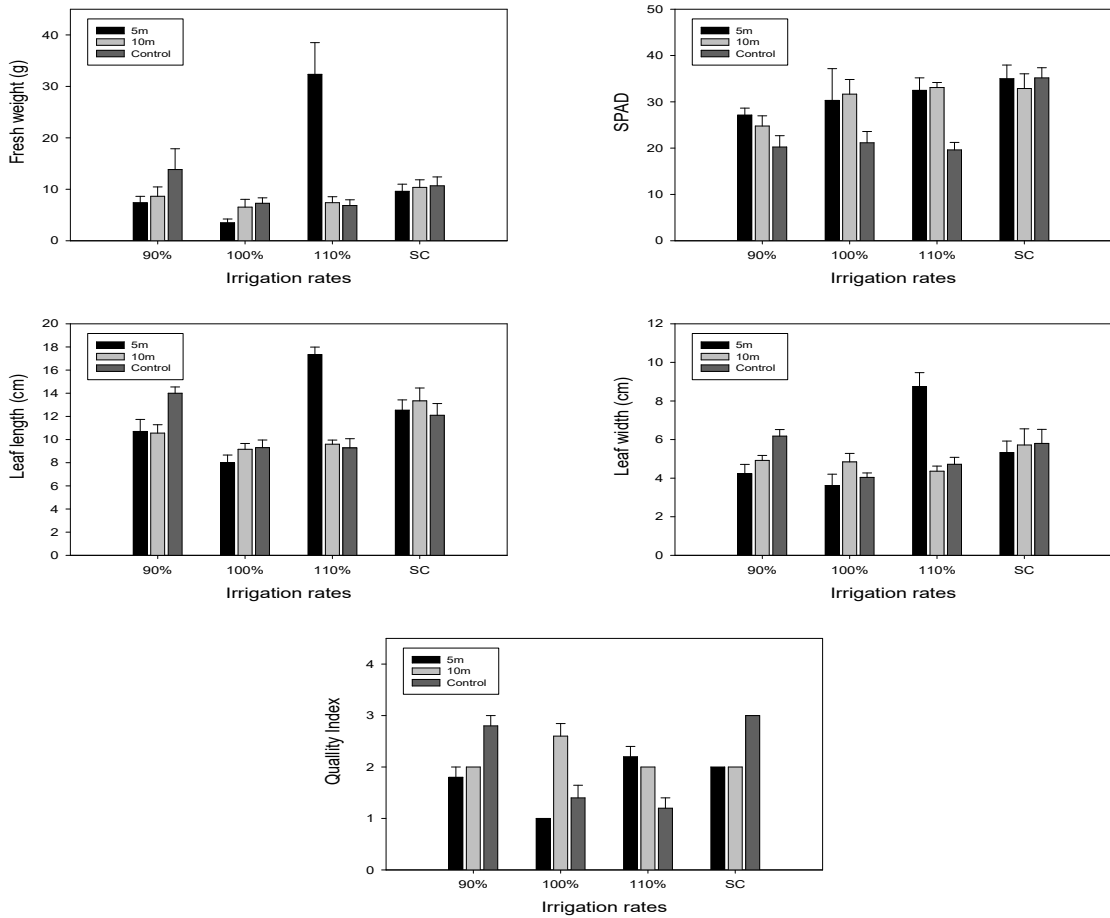 Fresh weight (g)
40
30
20
10
0
5m
10m
Control
90%
100%
110%
SC
Irrigation rates
SPAD
50
40
30
20
10
0
5m
10m
Control
90%
100%
110%
SC
Irrigation rates
Leaf length (cm)
20
18
16
14
12
10
8
6
4
2
0
5m
10m
Control
90%
100%
110%
SC
Irrigation rates
Leaf width (cm)
12
10
8
6
4
2
0
5m
10m
Control
90%
100%
110%
SC
Irrigation rates
Quallity Index
4
3
2
1
0
5m
10m
Control
90%
100%
110%
SC
Irrigation rates